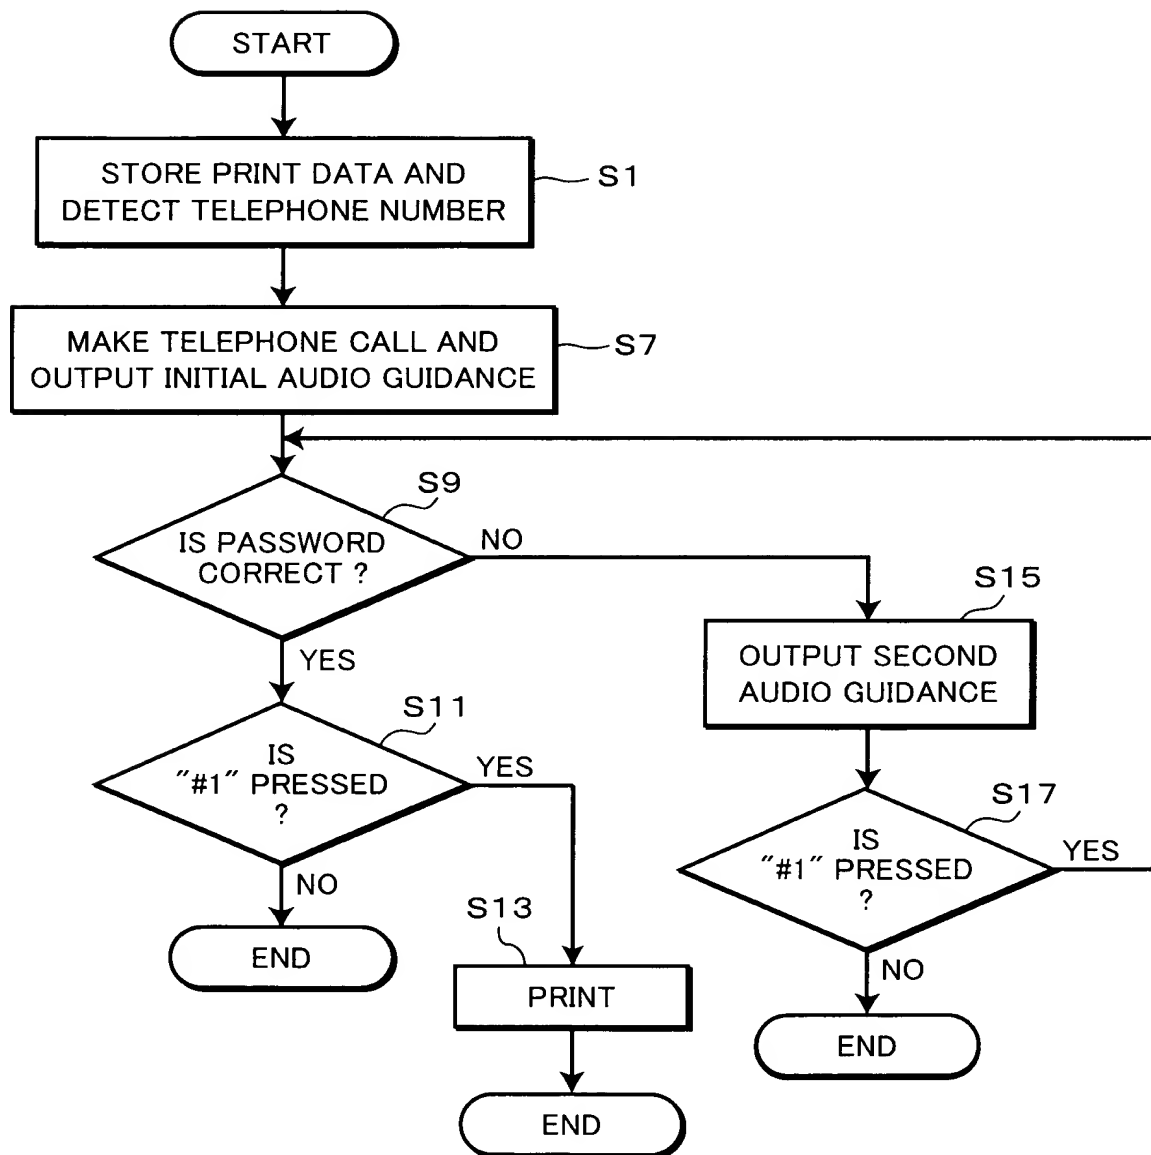 START
STORE PRINT DATA AND
DETECT TELEPHONE NUMBER
S1
MAKE TELEPHONE CALL AND
OUTPUT INITIAL AUDIO GUIDANCE
S7
S9
IS PASSWORD
CORRECT ?
NO
YES
S15
OUTPUT SECOND
AUDIO GUIDANCE
S11
IS
"#1" PRESSED
?
YES
NO
END
S17
IS
"#1" PRESSED
?
YES
NO
END
S13
PRINT
END